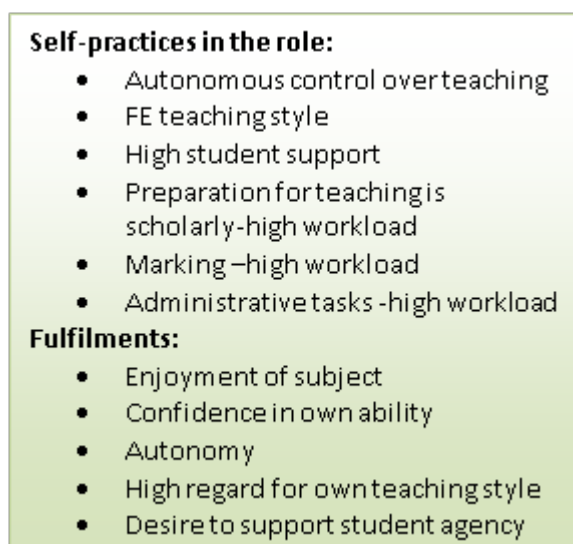 Self-practices in the role:
• Autonomous control over teaching
• FE teaching style
• High student support
• Preparation for teaching is
scholarly-high workload
• Marking –high workload
• Administrative tasks -high workload
Fulfilments:
• Enjoyment of subject
• Confidence in own ability
• Autonomy
• High regard for own teaching style
• Desire to support student agency